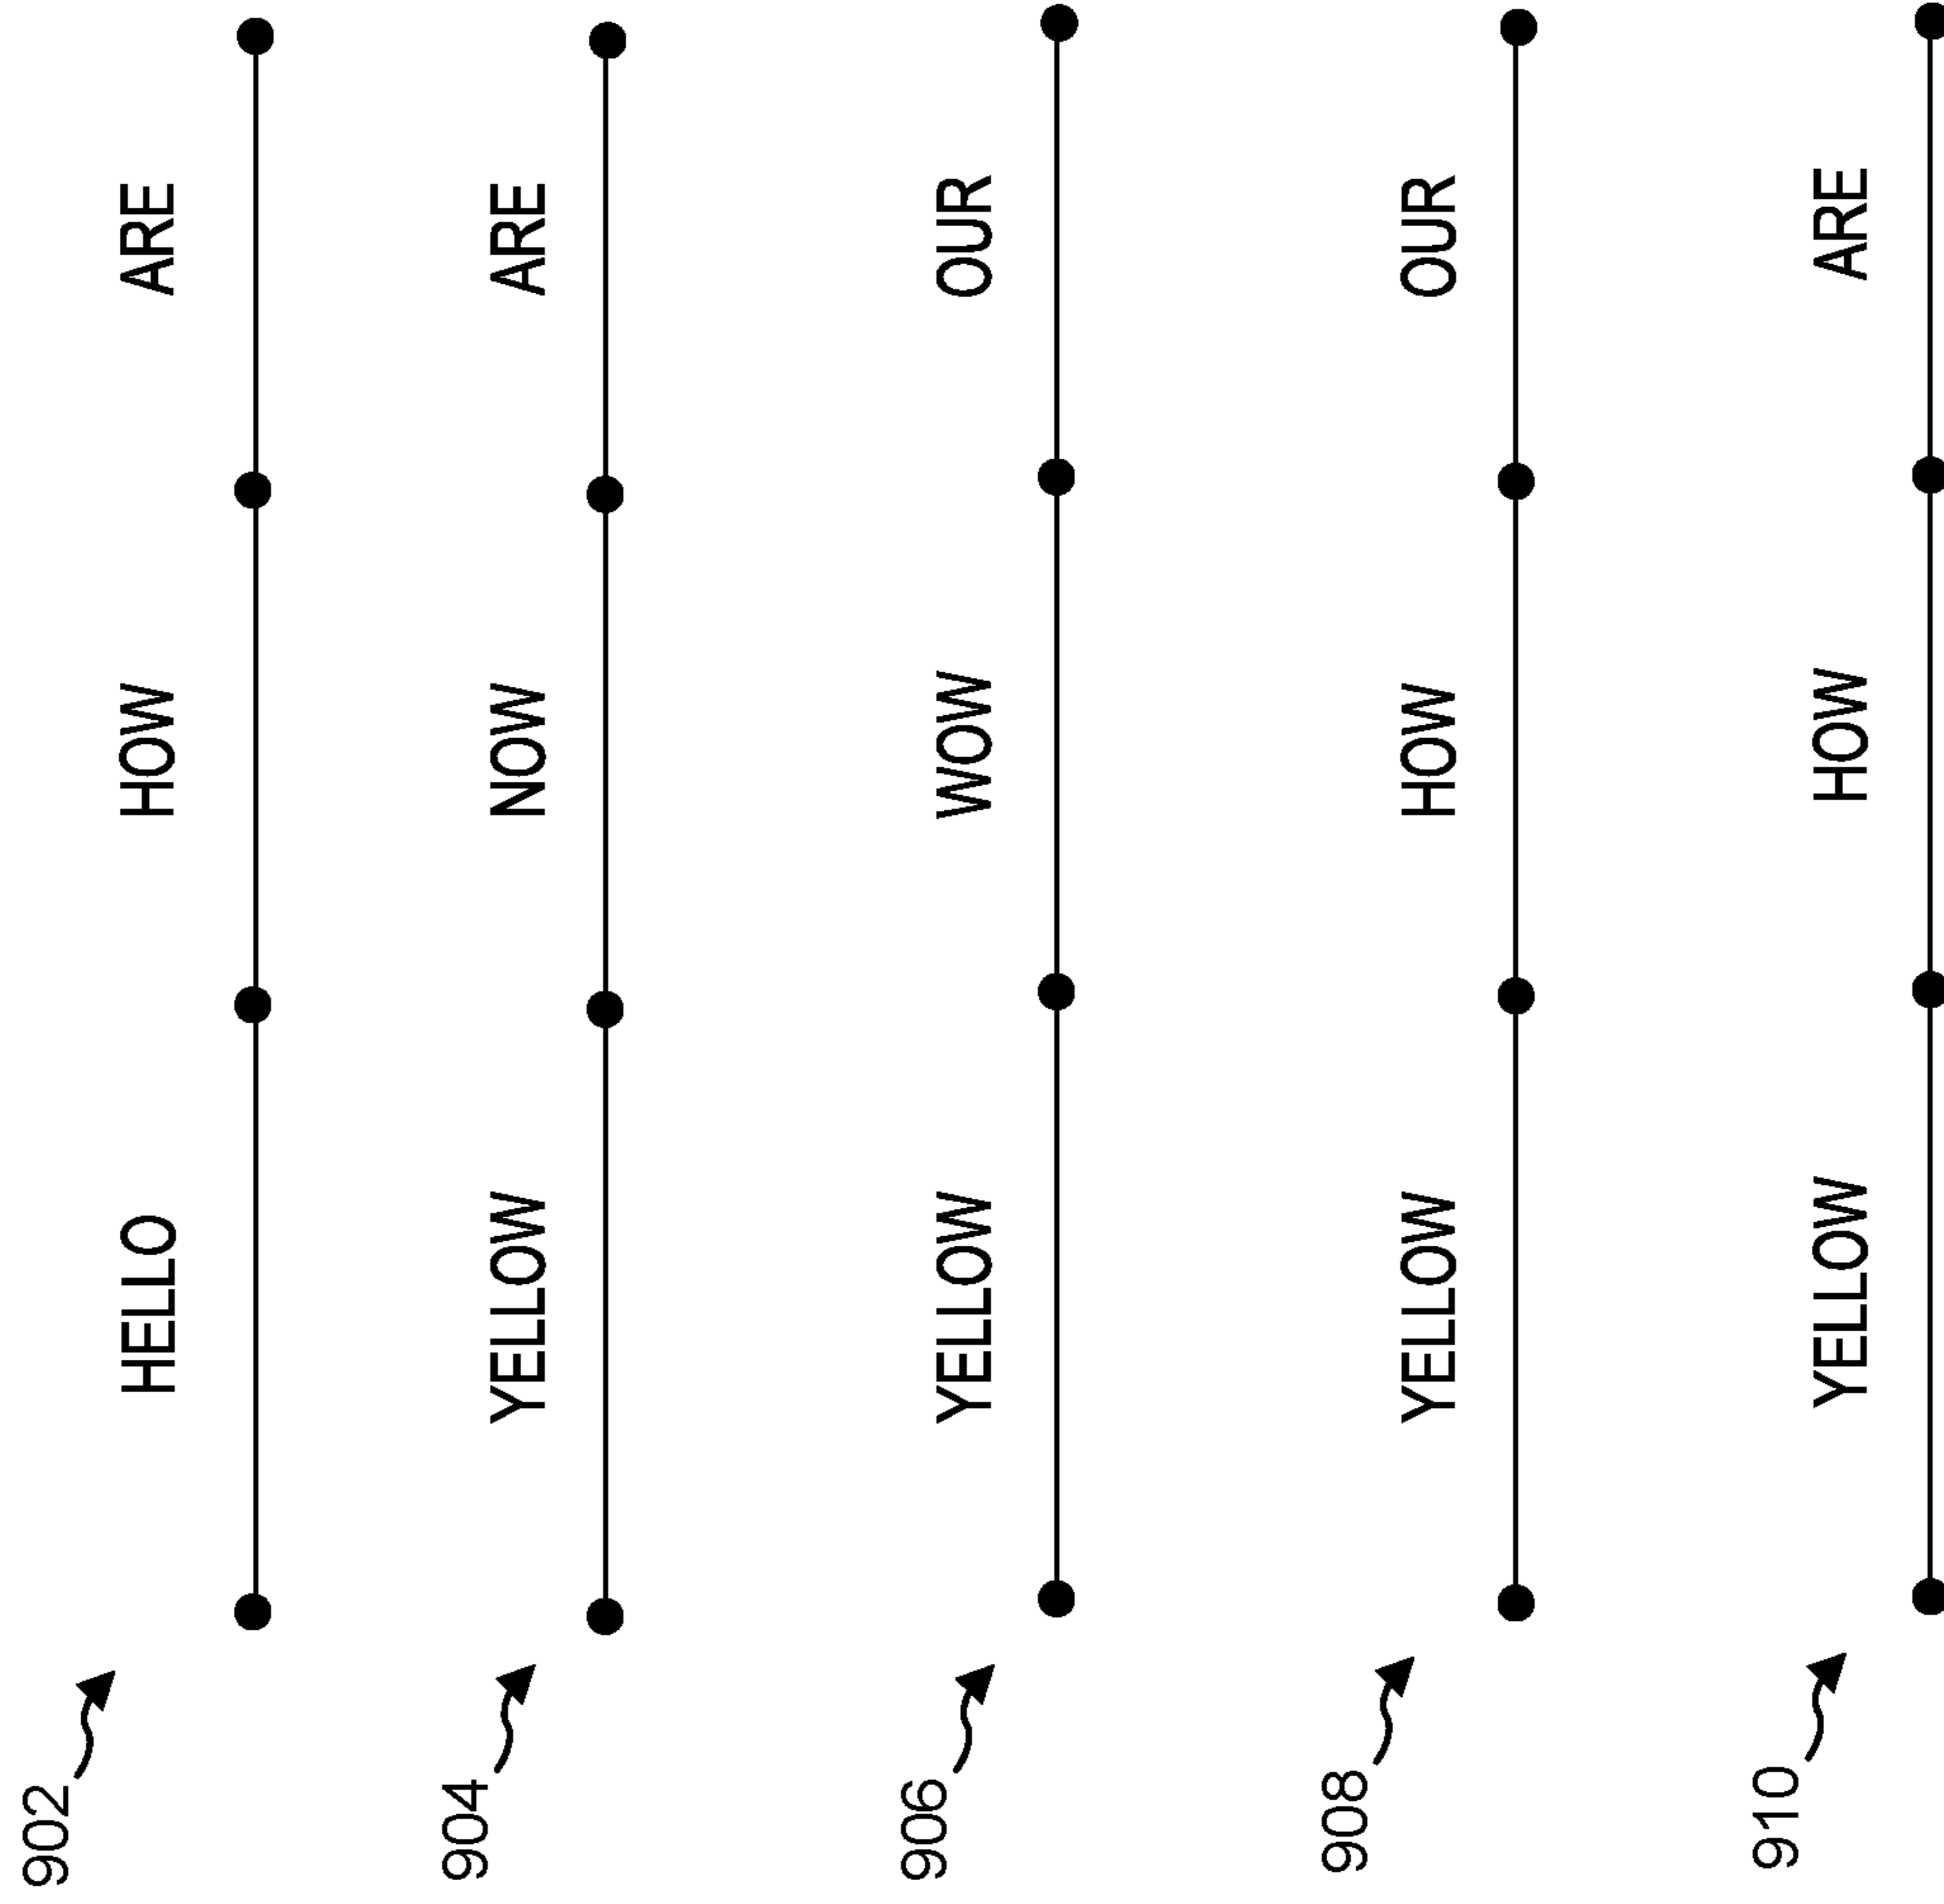 902 HELLO HOW ARE
904 YELLOW NOW ARE
906 YELLOW WOW OUR
908 YELLOW HOW OUR
910 YELLOW HOW ARE